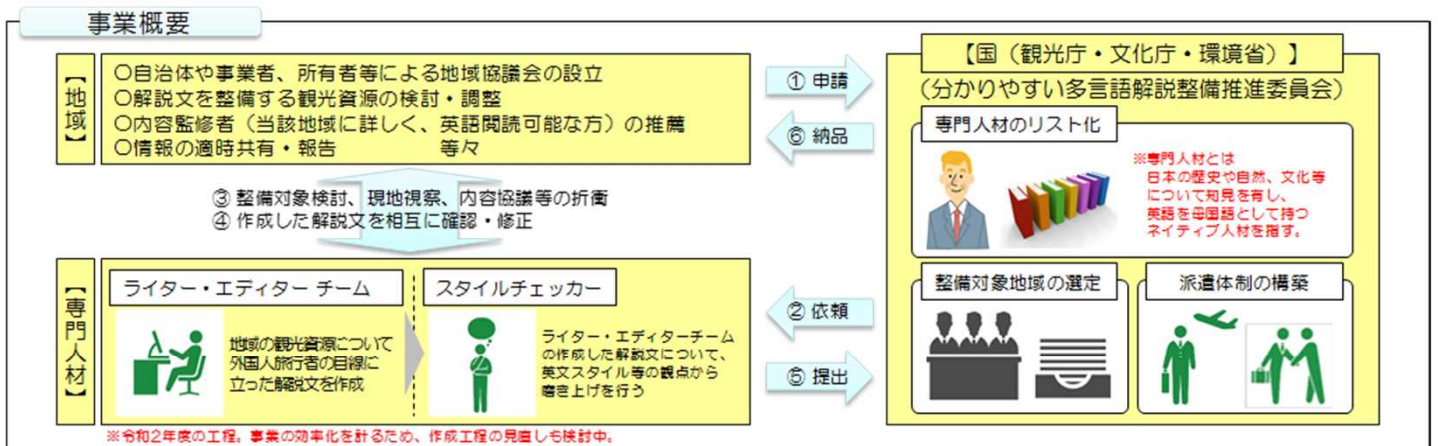 事業概要
【地域】
〇自治体や事業者、所有者等による地域協議会の設立
〇解説文を整備する観光資源の検討・調整
〇内容監修者（当該地域に詳しく、英語閲読可能な方）の推薦
〇情報の適時共有・報告　　　　　等々
① 申請
⑥ 納品
【国（観光庁・文化庁・環境省）】
（分かりやすい多言語解説整備推進委員会）
専門人材のリスト化
※専門人材とは
日本の歴史や自然、文化等
について知見を有し、
英語を母国語として持つ
ネイティブ人材を指す。
③ 整備対象検討、現地視察、内容協議等の折衝
④ 作成した解説文を相互に確認・修正
【専門人材】
ライター・エディター チーム
地域の観光資源について
外国人旅行者の目線に
立った解説文を作成
スタイルチェッカー
ライター・エディターチーム
の作成した解説文について、
英文スタイル等の観点から
磨き上げを行う
② 依頼
⑤ 提出
整備対象地域の選定
派遣体制の構築
※令和2年度の工程。事業の効率化を計るため、作成工程の見直しも検討中。